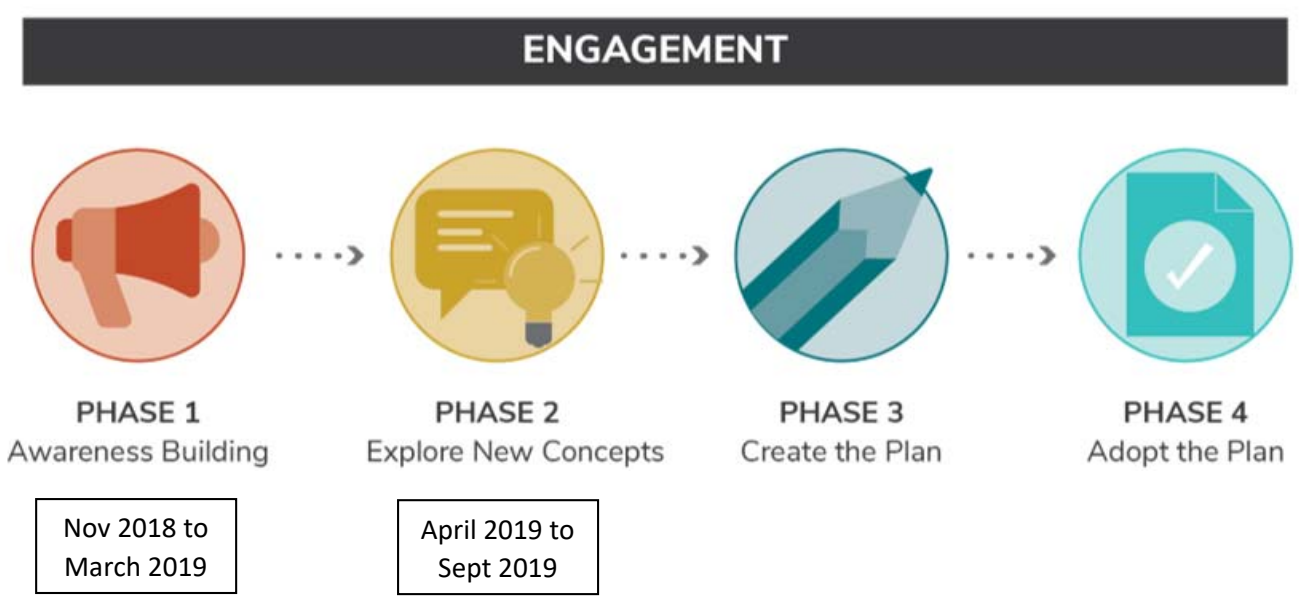 ENGAGEMENT
PHASE 1
Awareness Building
Nov 2018 to
March 2019
PHASE 2
Explore New Concepts
April 2019 to
Sept 2019
PHASE 3
Create the Plan
PHASE 4
Adopt the Plan